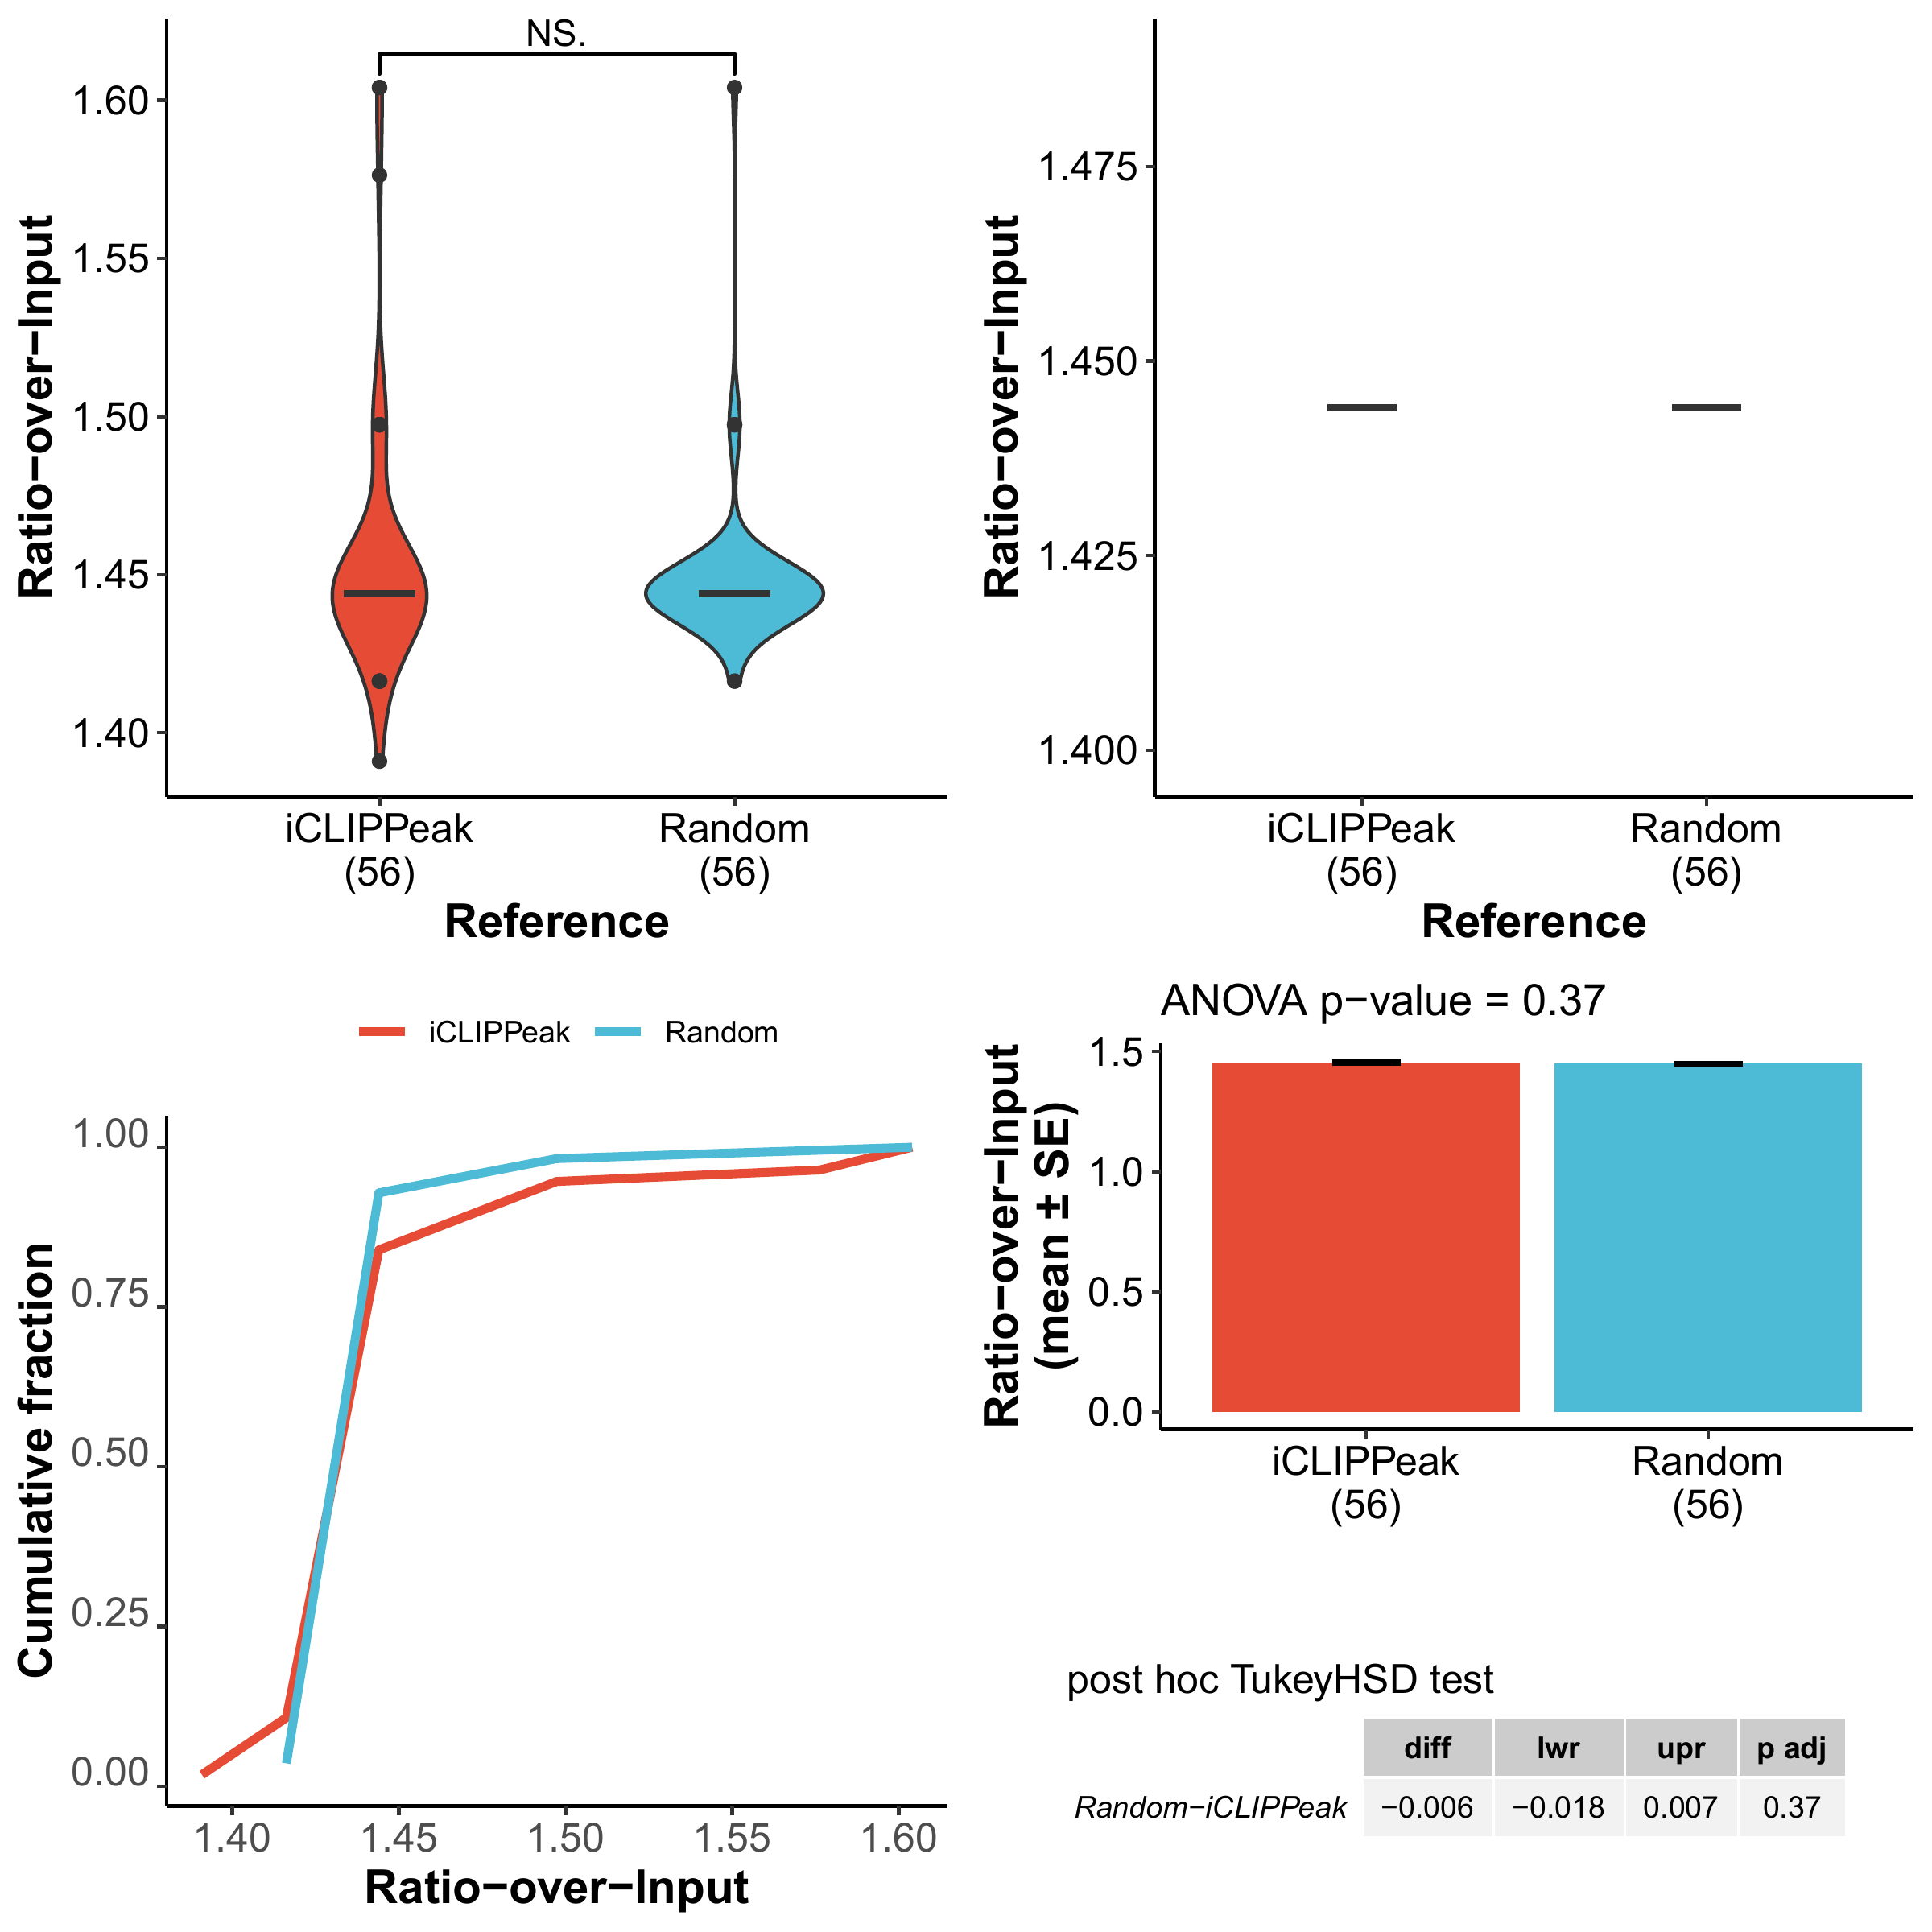 NS.
1.60
1.55
1.50
1.45
1.40
Ratio−over−Input
iCLIPPeak
(56)
Random
(56)
Reference
1.475
1.450
1.425
1.400
Ratio−over−Input
iCLIPPeak
(56)
Random
(56)
Reference
iCLIPPeak Random
1.00
0.75
0.50
0.25
0.00
Cumulative fraction
1.40 1.45 1.50 1.55 1.60
Ratio−over−Input
ANOVA p−value = 0.37
1.5
1.0
0.5
0.0
Ratio−over−Input
(mean ± SE)
iCLIPPeak
(56)
Random
(56)
post hoc TukeyHSD test
diff lwr upr p adj
Random−iCLIPPeak −0.006 −0.018 0.007 0.37